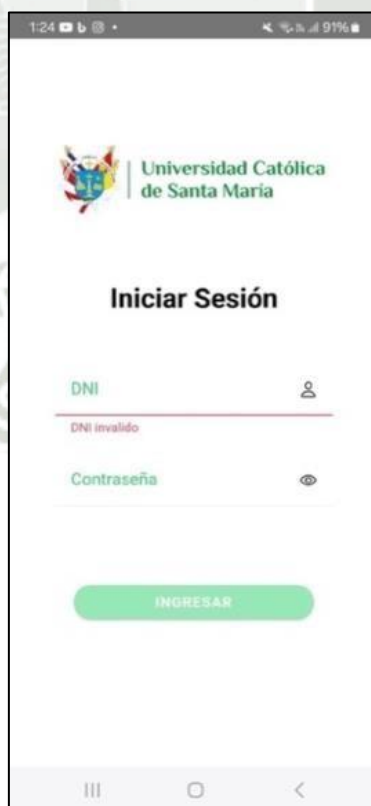 1:24
91%
Universidad Católica
de Santa María
Iniciar Sesión
DNI
DNI invalido
Contraseña
INGRESAR